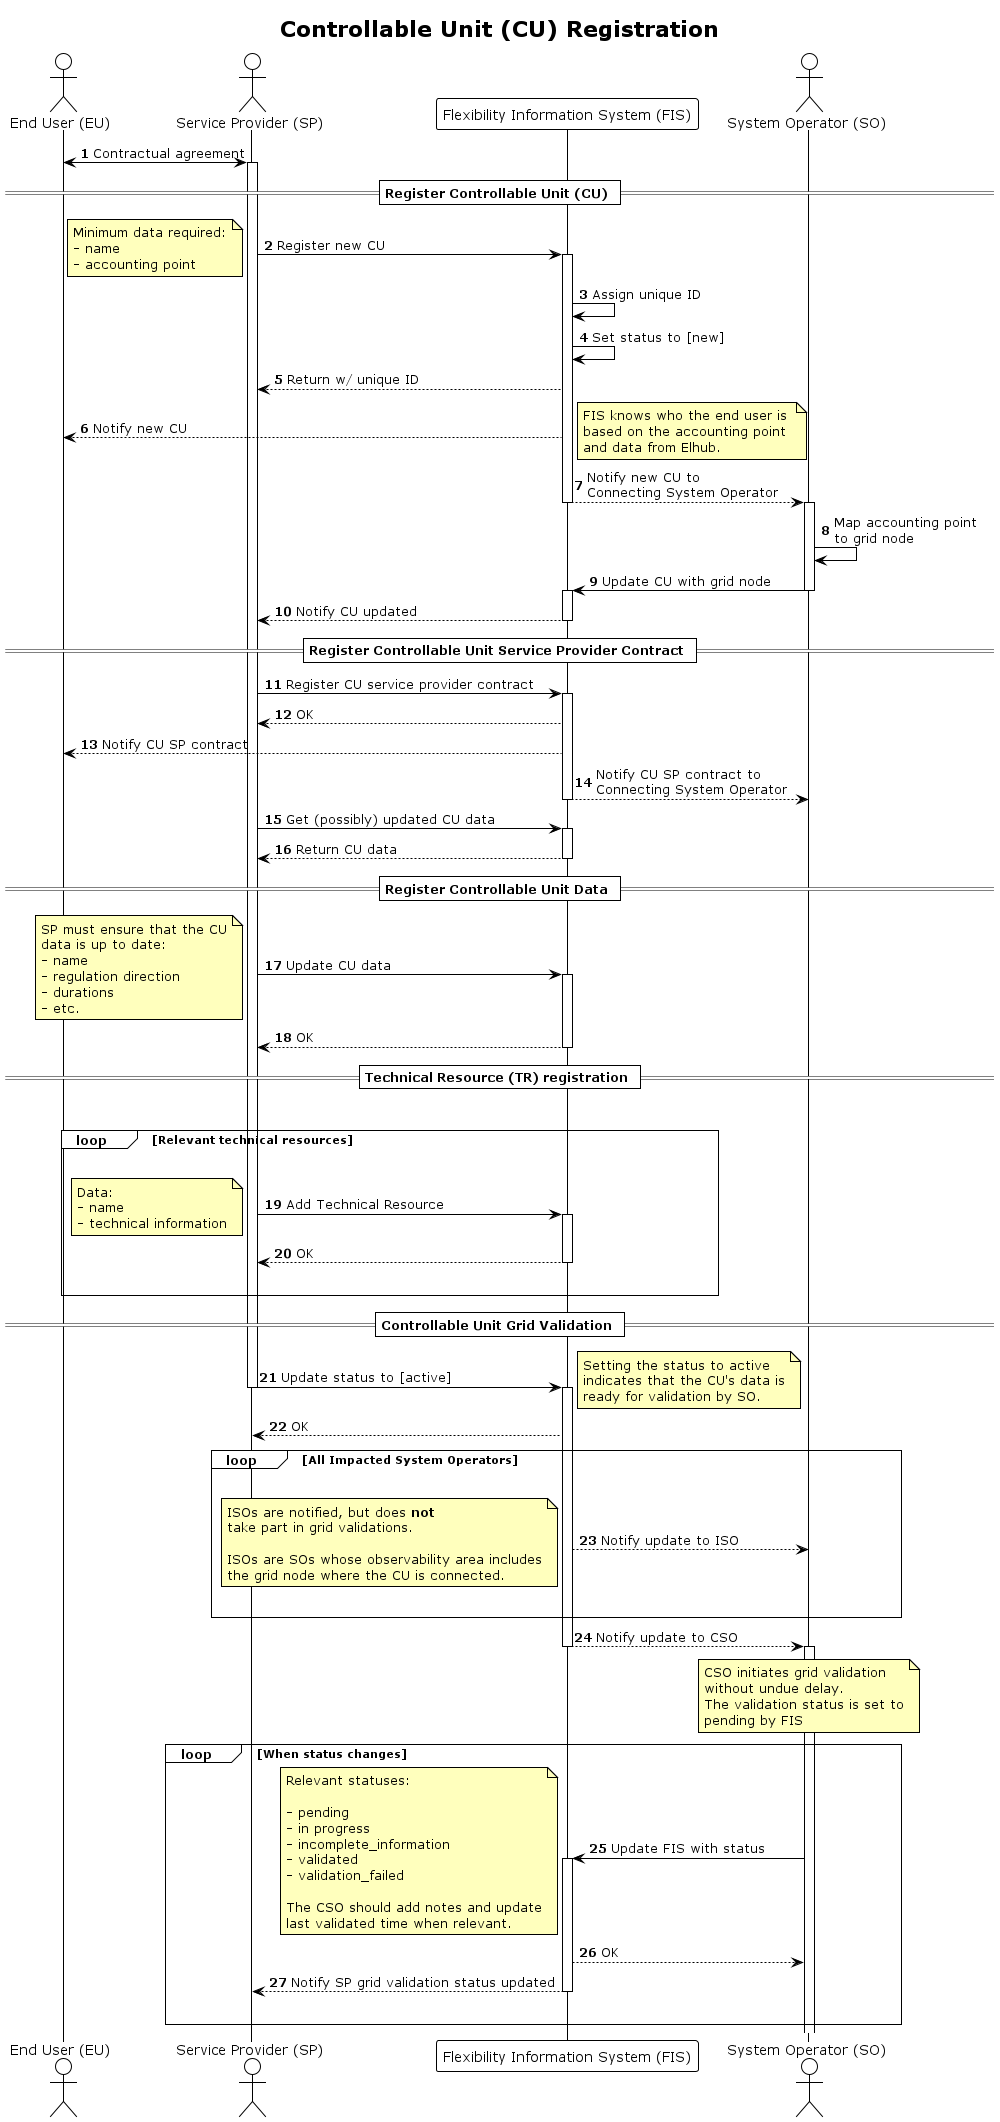 Controllable Unit (CU) Registration
End User (EU)
Service Provider (SP)
Flexibility Information System (FIS)
System Operator (SO)
1 Contractual agreement
Register Controllable Unit (CU)
Minimum data required:
- name
- accounting point
2 Register new CU
3 Assign unique ID
4 Set status to [new]
5 Return w/ unique ID
FIS knows who the end user is
based on the accounting point
and data from Elhub.
6 Notify new CU
7 Notify new CU to
Connecting System Operator
8 Map accounting point
to grid node
9 Update CU with grid node
10 Notify CU updated
Register Controllable Unit Service Provider Contract
11 Register CU service provider contract
12 OK
13 Notify CU SP contract
14 Notify CU SP contract to
Connecting System Operator
15 Get (possibly) updated CU data
16 Return CU data
Register Controllable Unit Data
SP must ensure that the CU
data is up to date:
- name
- regulation direction
- durations
- etc.
17 Update CU data
18 OK
Technical Resource (TR) registration
loop [Relevant technical resources]
Data:
- name
- technical information
19 Add Technical Resource
20 OK
Controllable Unit Grid Validation
21 Update status to [active]
Setting the status to active
indicates that the CU's data is
ready for validation by SO.
22 OK
loop [All Impacted System Operators]
ISOs are notified, but does not
take part in grid validations.
ISOs are SOs whose observability area includes
the grid node where the CU is connected.
23 Notify update to ISO
24 Notify update to CSO
CSO initiates grid validation
without undue delay.
The validation status is set to
pending by FIS
loop [When status changes]
Relevant statuses:
- pending
- in progress
- incomplete_information
- validated
- validation_failed
The CSO should add notes and update
last validated time when relevant.
25 Update FIS with status
26 OK
27 Notify SP grid validation status updated
End User (EU)
Service Provider (SP)
Flexibility Information System (FIS)
System Operator (SO)